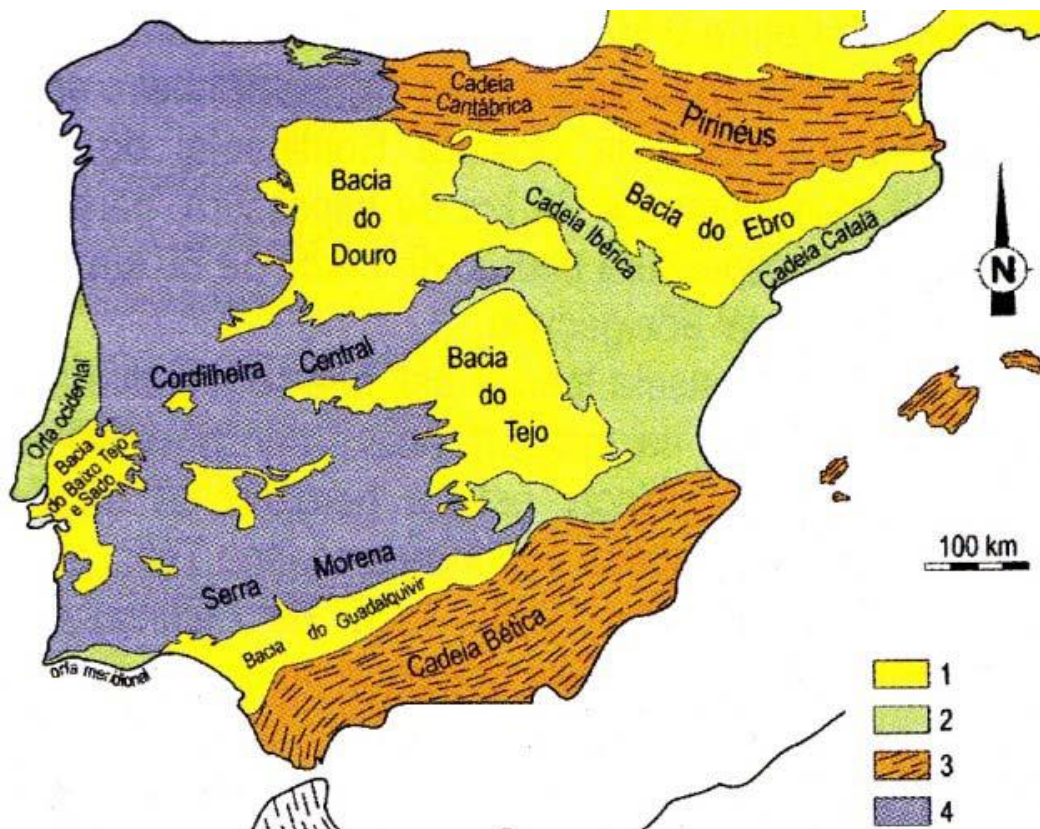 Cadeia
Cantábrica
Pirinéus
Bacia
do
Douro
Cadeia Ibérica
Bacia do Ebro
Cadeia Catalã
N
Cordilheira Central
Bacia
do
Tejo
Orla ocidental
Bacia
do Baixo Tejo
e Sado
100 km
Serra Morena
Bacia do Guadalquivir
Cadeia Bética
orla meridional
1
2
3
4